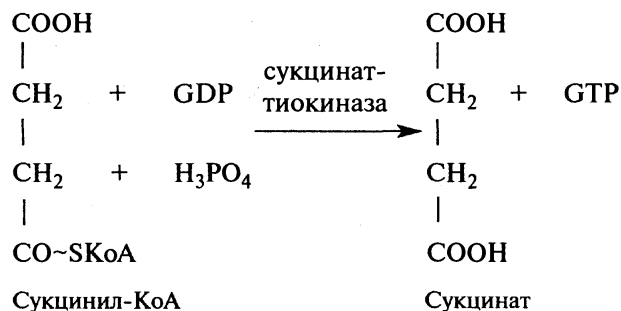 COOH COOH
CH₂ + GDP сукцинат-тиокиназа CH₂ + GTP
CH₂ + H₃PO₄ CH₂
CO~SKoA COOH
Сукцинил-КоА Сукцинат